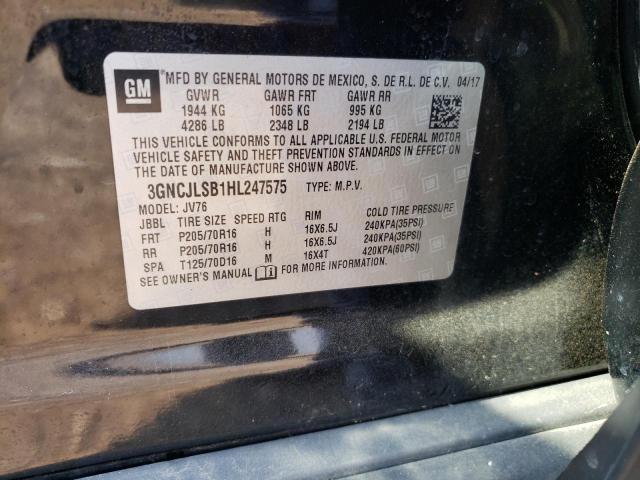 GM
MFD BY GENERAL MOTORS DE MEXICO, S. DE R.L. DE C.V. 04/17
GVWR GAWR FRT GAWR RR
1944 KG 1065 KG 995 KG
4286 LB 2348 LB 2194 LB
THIS VEHICLE CONFORMS TO ALL APPLICABLE U.S. FEDERAL MOTOR
VEHICLE SAFETY AND THEFT PREVENTION STANDARDS IN EFFECT ON THE
DATE OF MANUFACTURE SHOWN ABOVE.
3GNCJLSB1HL247575 TYPE: M.P.V.
MODEL: JV76
JBBL TIRE SIZE SPEED RTG RIM COLD TIRE PRESSURE
FRT P205/70R16 H 16X6.5J 240KPA(35PSI)
RR P205/70R16 H 16X6.5J 240KPA(35PSI)
SPA T125/70D16 M 16X4T 420KPA(60PSI)
SEE OWNER'S MANUAL FOR MORE INFORMATION.